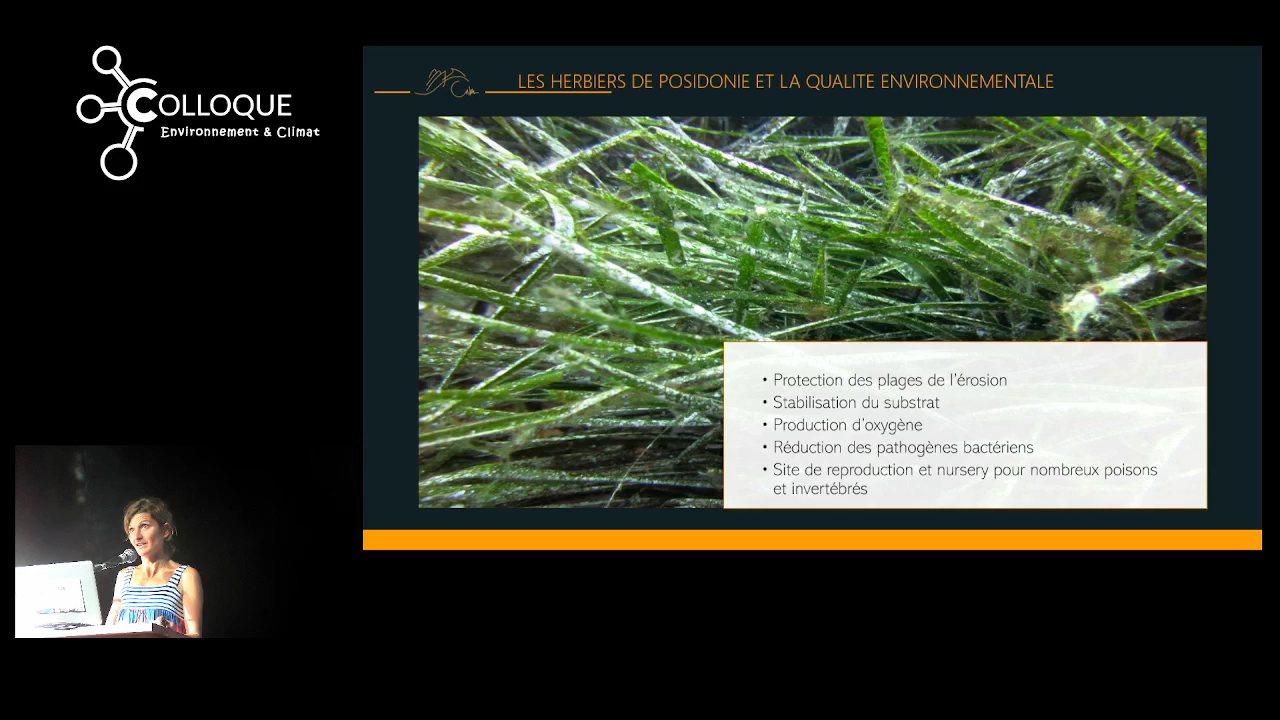 COLLOQUE
Environnement & Climat
LES HERBIERS DE POSIDONIE ET LA QUALITE ENVIRONNEMENTALE
• Protection des plages de l'érosion
• Stabilisation du substrat
• Production d'oxygène
• Réduction des pathogènes bactériens
• Site de reproduction et nursery pour nombreux poisons
et invertébrés